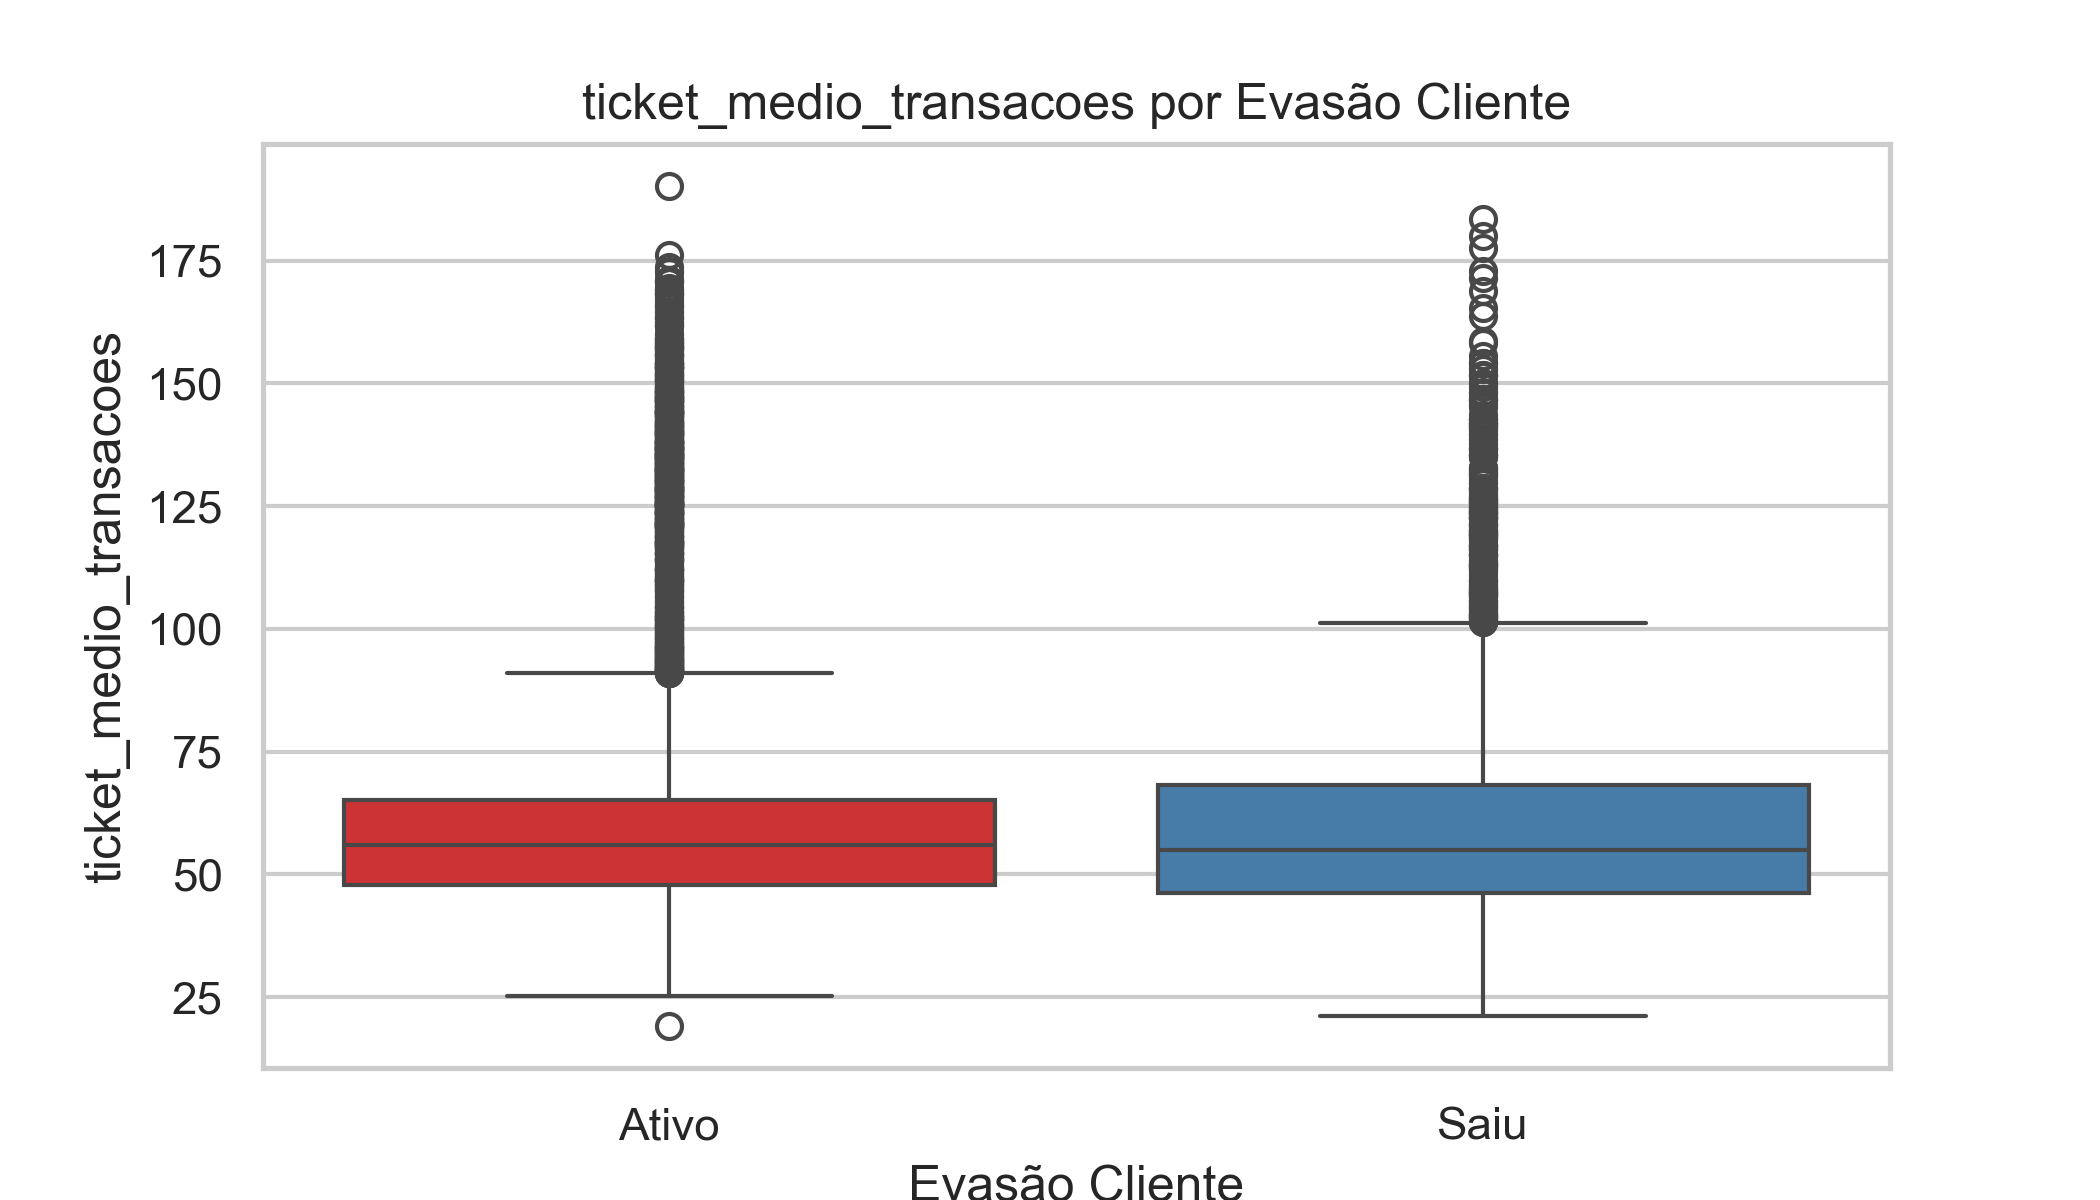 ticket_medio_transacoes por Evasão Cliente
ticket_medio_transacoes
175
150
125
100
75
50
25
Ativo
Saiu
Evasão Cliente